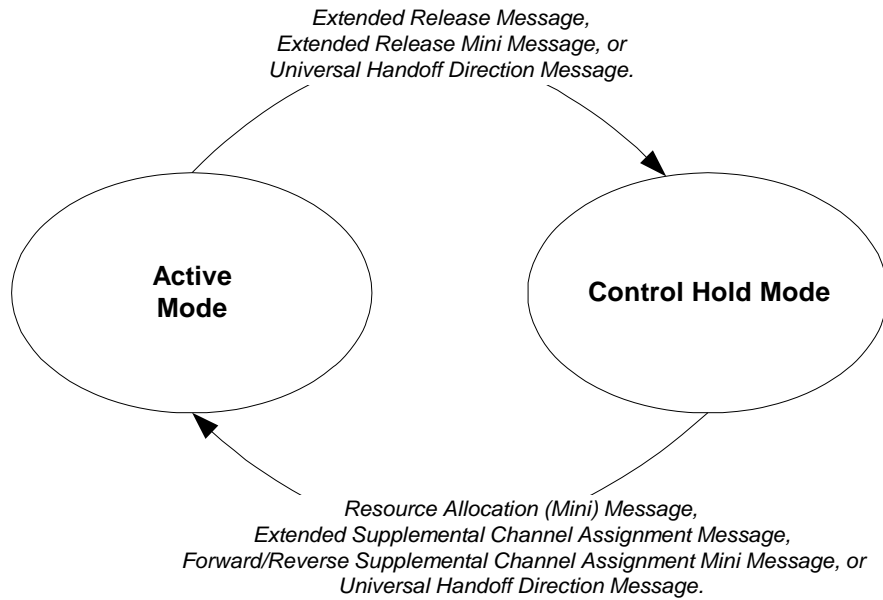 Extended Release Message,
Extended Release Mini Message, or
Universal Handoff Direction Message.
Active
Mode
Control Hold Mode
Resource Allocation (Mini) Message,
Extended Supplemental Channel Assignment Message,
Forward/Reverse Supplemental Channel Assignment Mini Message, or
Universal Handoff Direction Message.